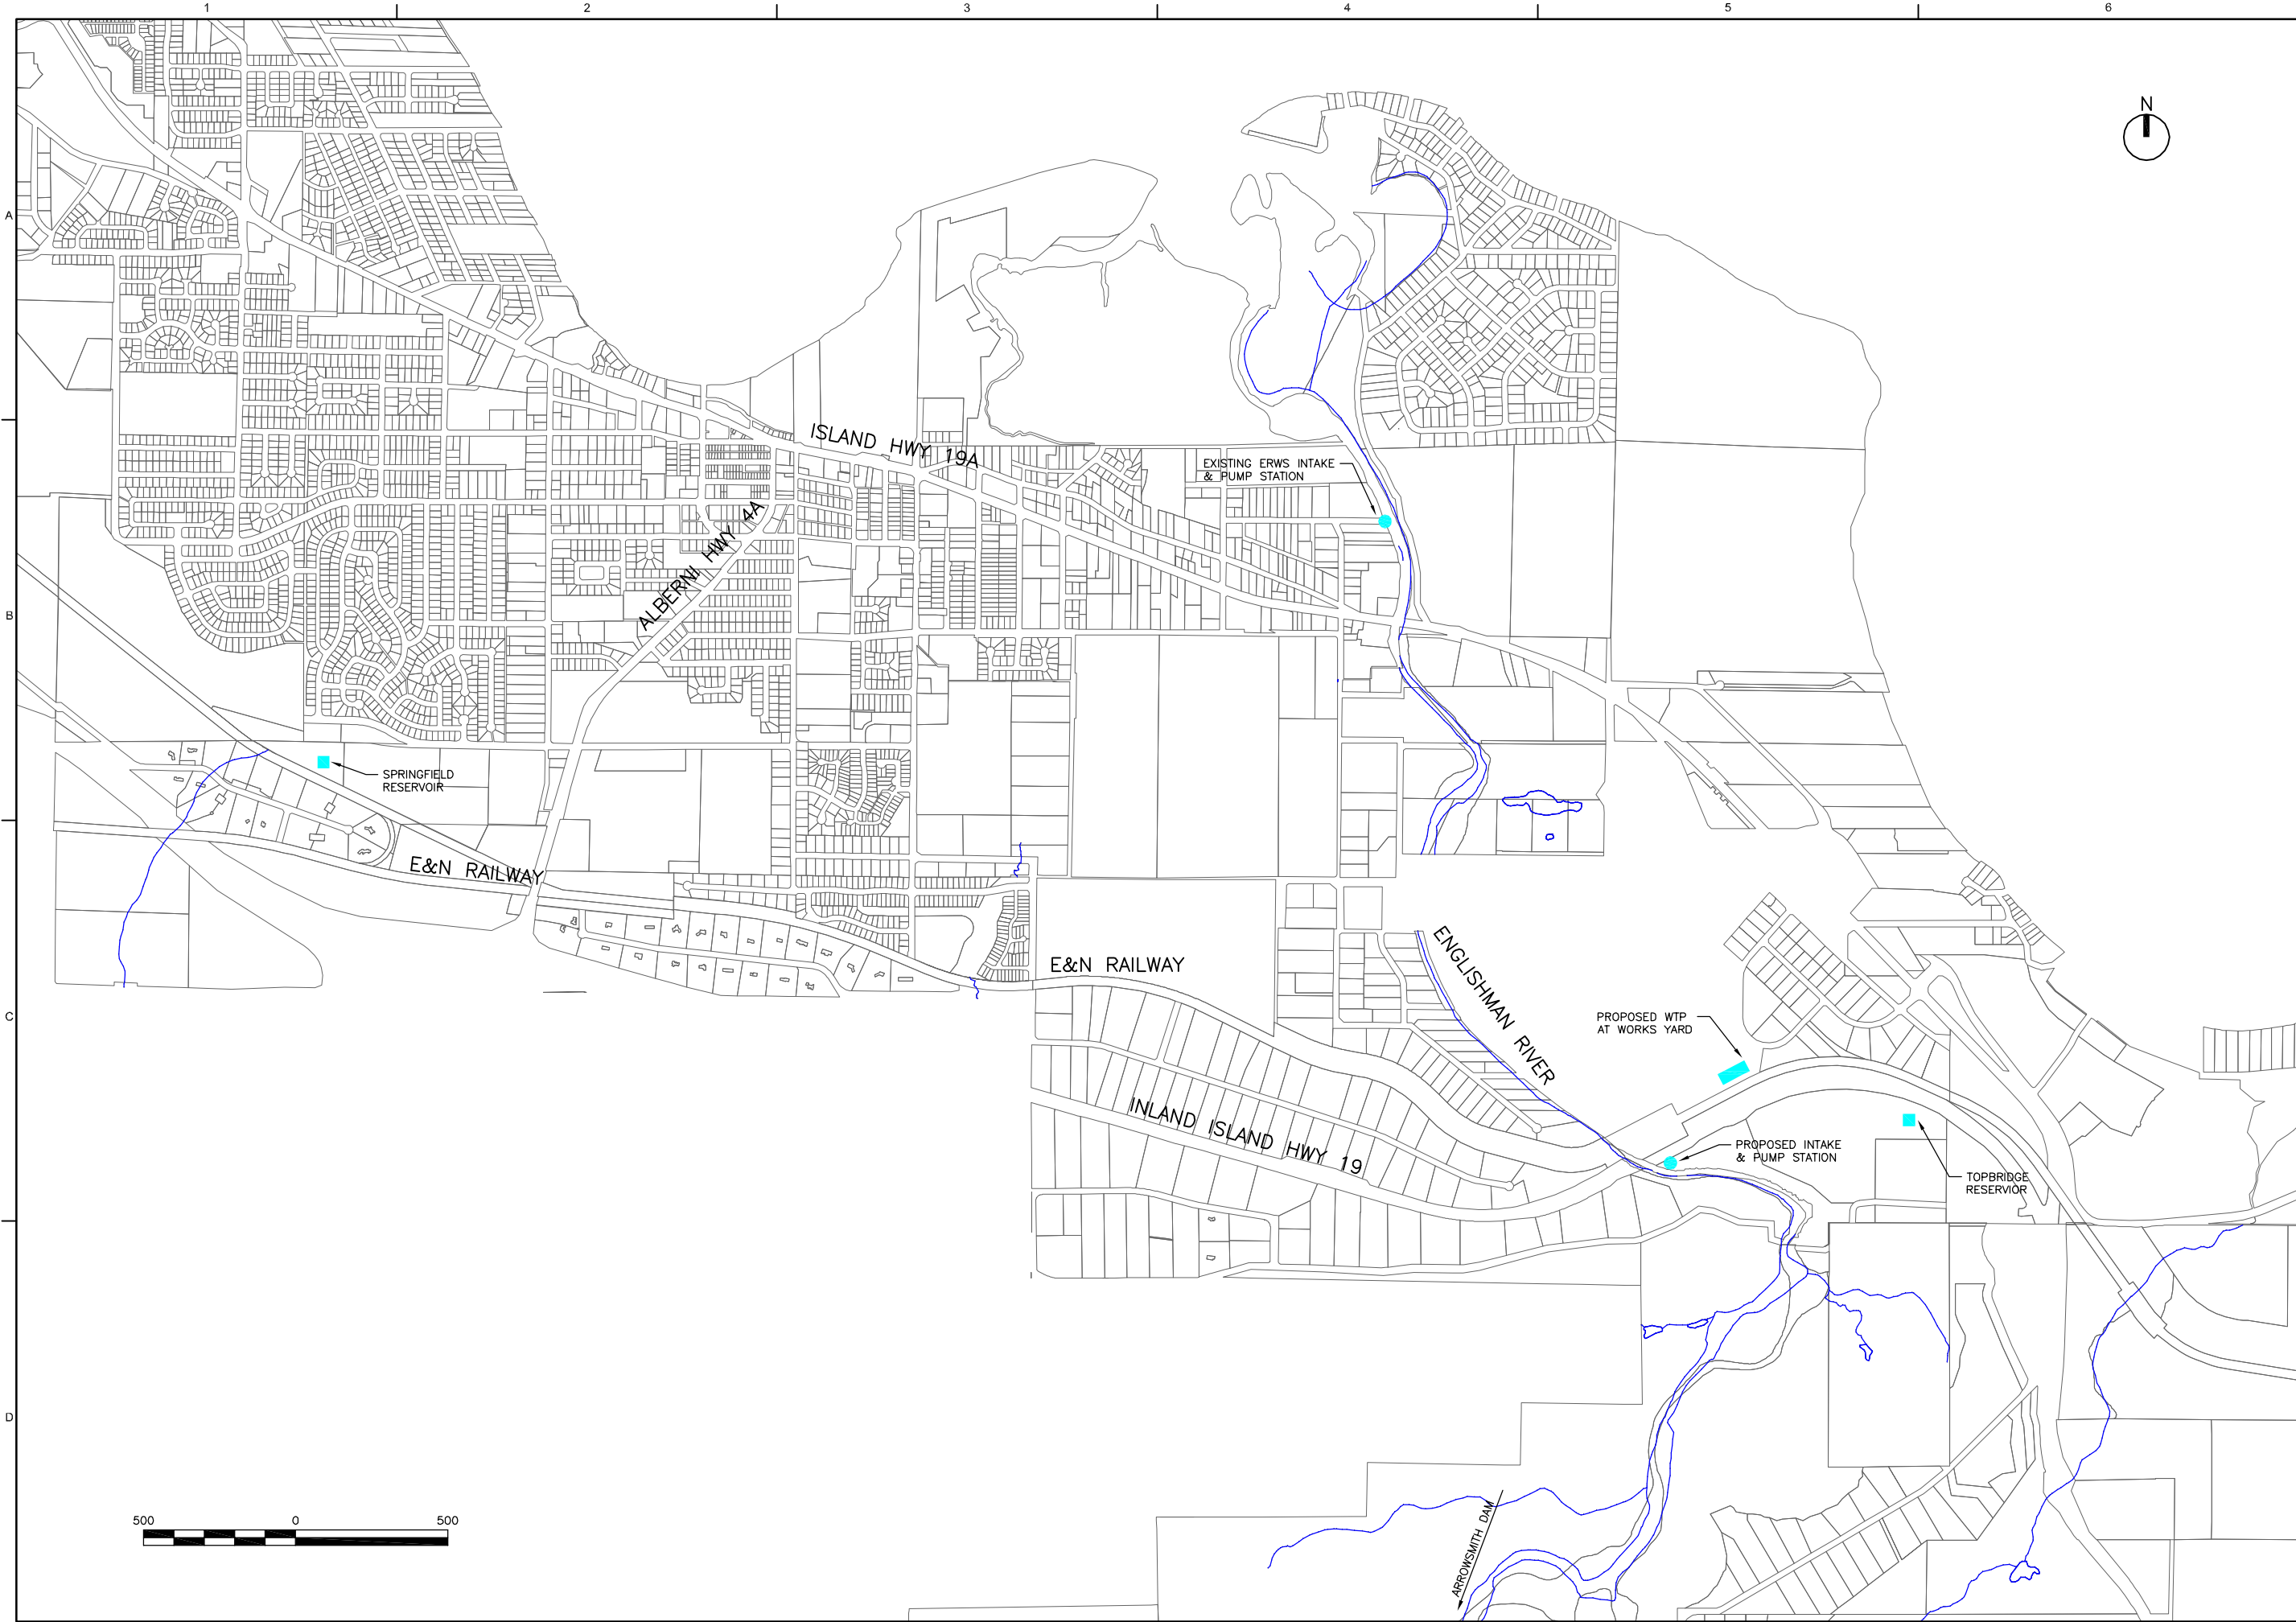 1 2 3 4 5 6
N
A
ISLAND HWY 19A
EXISTING ERWS INTAKE
& PUMP STATION
ALBERNI HWY 4A
B
SPRINGFIELD
RESERVOIR
E&N RAILWAY
E&N RAILWAY
ENGLISHMAN RIVER
C
PROPOSED WTP
AT WORKS YARD
INLAND ISLAND HWY 19
PROPOSED INTAKE
& PUMP STATION
TOPBRIDGE
RESERVIOR
D
ARROWSMITH DAM
500 0 500